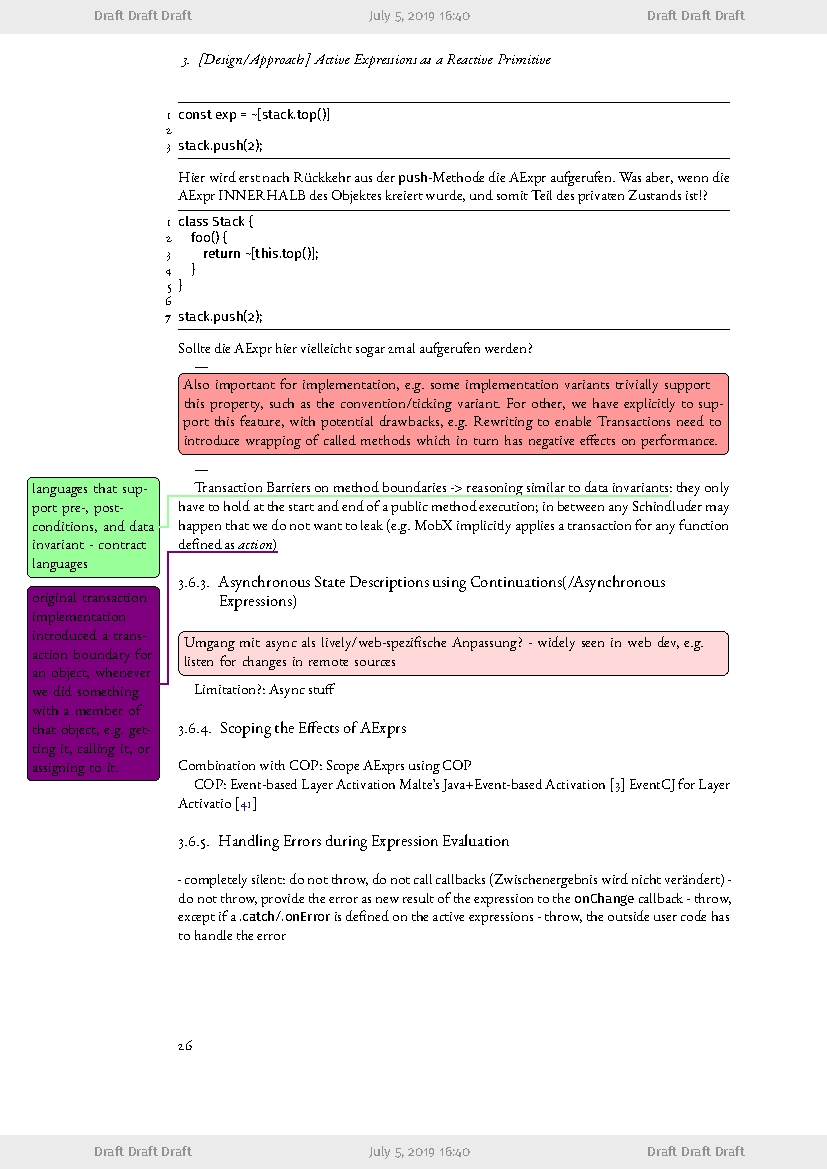 Draft Draft Draft July 5, 2019 16:40 Draft Draft Draft
3. [Design/Approach] Active Expressions as a Reactive Primitive
1 const exp = ~[stack.top()]
2
3 stack.push(2);
Hier wird erst nach Rückkehr aus der push-Methode die AExpr aufgerufen. Was aber, wenn die
AExpr INNERHALB des Objektes kreiert wurde, und somit Teil des privaten Zustands ist!?
1 class Stack {
2 foo() {
3 return ~[this.top()];
4 }
5 }
6
7 stack.push(2);
Sollte die AExpr hier vielleicht sogar 2mal aufgerufen werden?
—
Also important for implementation, e.g. some implementation variants trivially support
this property, such as the convention/ticking variant. For other, we have explicitly to sup-
port this feature, with potential drawbacks, e.g. Rewriting to enable Transactions need to
introduce wrapping of called methods which in turn has negative effects on performance.
—
Transaction Barriers on method boundaries -> reasoning similar to data invariants: they only
have to hold at the start and end of a public method execution; in between any Schindluder may
happen that we do not want to leak (e.g. MobX implicitly applies a transaction for any function
defined as action)
languages that sup-
port pre-, post-
conditions, and data
invariant - contract
languages
original transaction
implementation
introduced a trans-
action boundary for
an object, whenever
we did something
with a member of
that object, e.g. get-
ting it, calling it, or
assigning to it.
3.6.3. Asynchronous State Descriptions using Continuations(/Asynchronous
Expressions)
Umgang mit async als lively/web-spezifische Anpassung? - widely seen in web dev, e.g.
listen for changes in remote sources
Limitation?: Async stuff
3.6.4. Scoping the Effects of AExprs
Combination with COP: Scope AExprs using COP
COP: Event-based Layer Activation Malte's Java+Event-based Activation [3] EventCJ for Layer
Activatio [41]
3.6.5. Handling Errors during Expression Evaluation
- completely silent: do not throw, do not call callbacks (Zwischenergebnis wird nicht verändert) -
do not throw, provide the error as new result of the expression to the onChange callback - throw,
except if a .catch/.onError is defined on the active expressions - throw, the outside user code has
to handle the error
26
Draft Draft Draft July 5, 2019 16:40 Draft Draft Draft